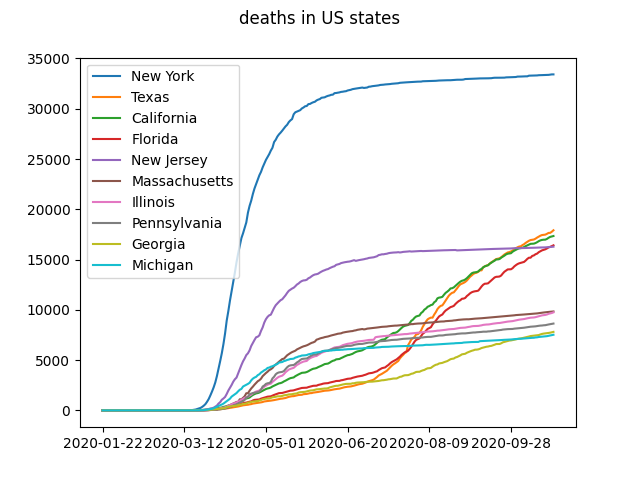 deaths in US states
35000
30000
25000
20000
15000
10000
5000
0
New York
Texas
California
Florida
New Jersey
Massachusetts
Illinois
Pennsylvania
Georgia
Michigan
2020-01-22 2020-03-12 2020-05-01 2020-06-20 2020-08-09 2020-09-28